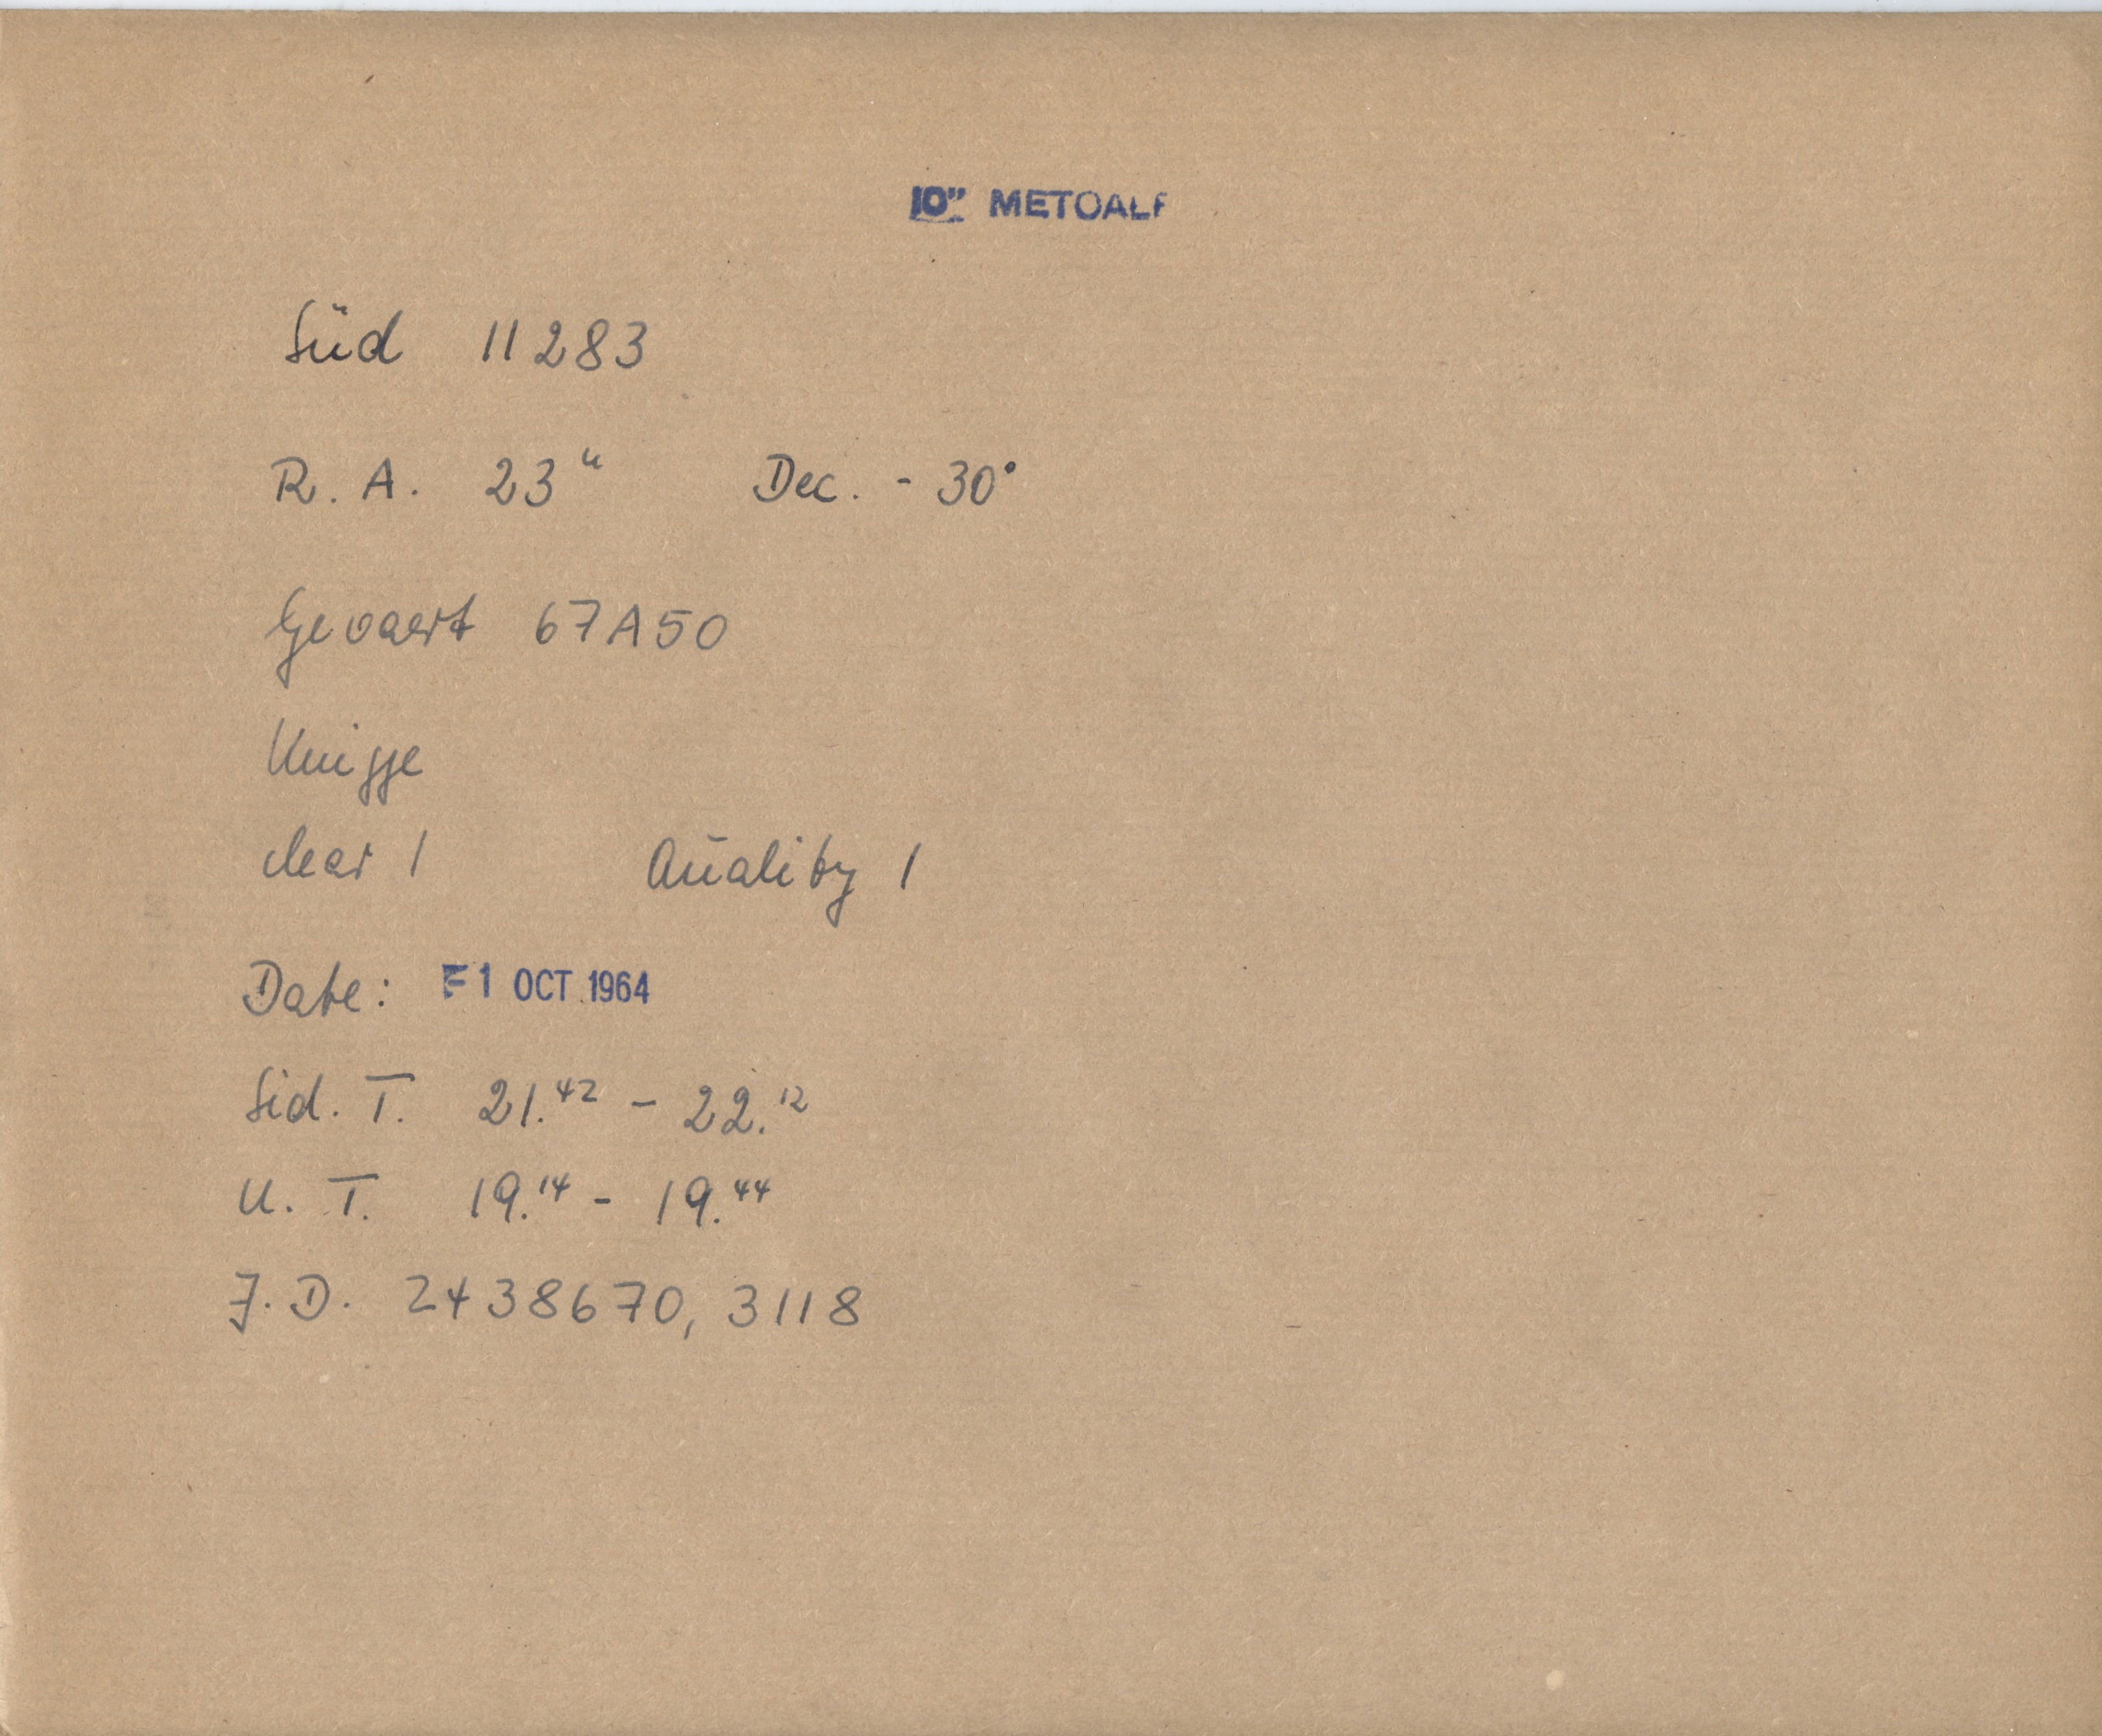 10" METCALF
Süd 11283
R. A. 23ʰ Dec. - 30°
Gevaert 67A50
Knigge
clear 1 Quality 1
Date: -1 OCT 1964
Sid. T. 21.⁴² - 22.¹²
U. T. 19.¹⁴ - 19.⁴⁴
J. D. 2438670, 3118